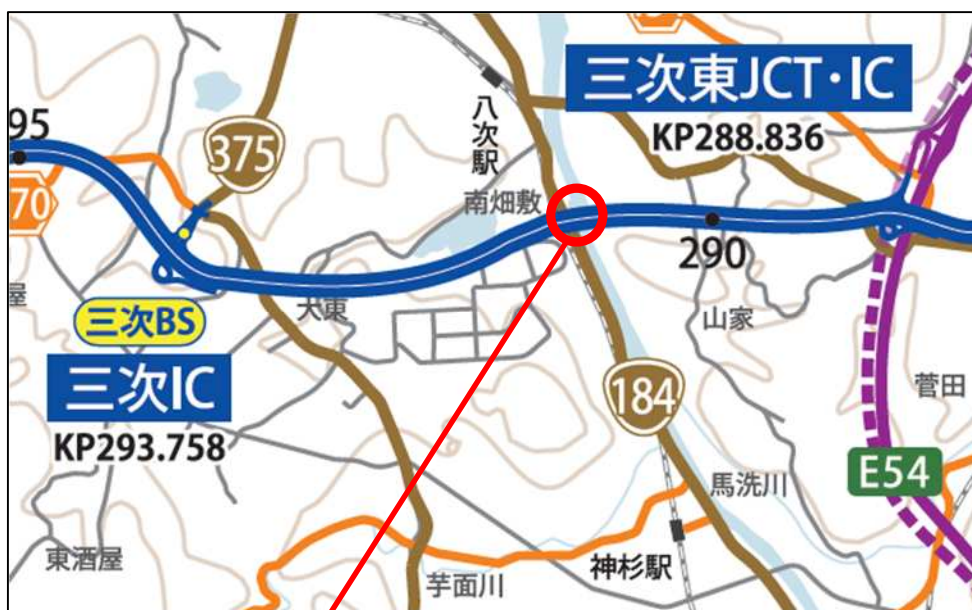 三次東JCT・IC
KP288.836
95
375
八次駅
南畑敷
70
290
三次BS
大東
山家
三次IC
KP293.758
184
菅田
E54
馬洗川
東酒屋
芋面川
神杉駅
屋